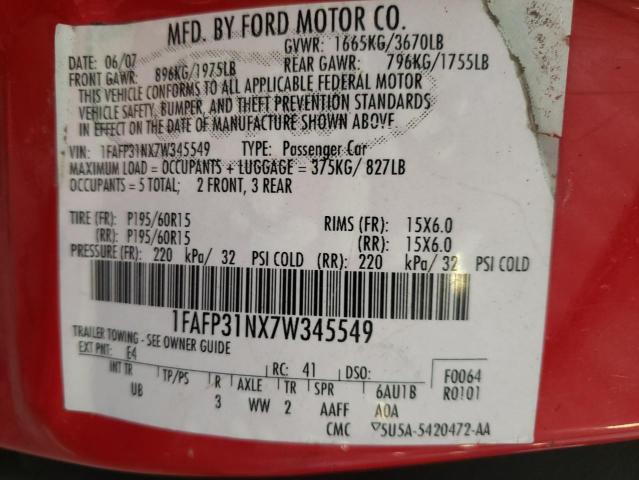 MFD. BY FORD MOTOR CO.
DATE: 06/07 GVWR: 1665KG/3670LB
FRONT GAWR: 896KG/1975LB REAR GAWR: 796KG/1755LB
THIS VEHICLE CONFORMS TO ALL APPLICABLE FEDERAL MOTOR
VEHICLE SAFETY, BUMPER, AND THEFT PREVENTION STANDARDS
IN EFFECT ON THE DATE OF MANUFACTURE SHOWN ABOVE.
VIN: 1FAFP31NX7W345549 TYPE: Passenger Car
MAXIMUM LOAD = OCCUPANTS + LUGGAGE = 375KG/ 827LB
OCCUPANTS = 5 TOTAL; 2 FRONT, 3 REAR
TIRE (FR): P195/60R15 RIMS (FR): 15X6.0
(RR): P195/60R15 (RR): 15X6.0
PRESSURE (FR): 220 kPa/ 32 PSI COLD (RR): 220 kPa/ 32 PSI COLD
1FAFP31NX7W345549
TRAILER TOWING - SEE OWNER GUIDE
EXT PNT: E4 RC: 41 DSO: F0064
INT TR TP/PS R AXLE TR SPR 6AU1B R0101
UB 3 WW 2 AAFF A0A
CMC 5U5A-5420472-AA